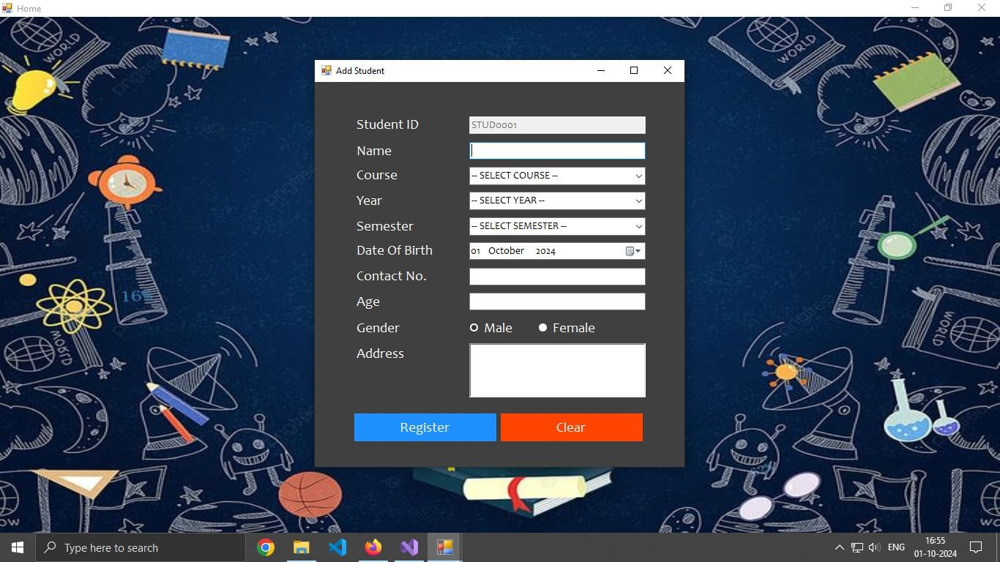 Home
WORLD
WORLD
Add Student
Student ID
STUD0001
Name
Course
-- SELECT COURSE --
Year
-- SELECT YEAR --
Semester
-- SELECT SEMESTER --
Date Of Birth
01 October 2024
Contact No.
Age
Gender
Male
Female
Address
16%
WORLD
WORLD
Register
Clear
Type here to search
ENG
16:55
01-10-2024